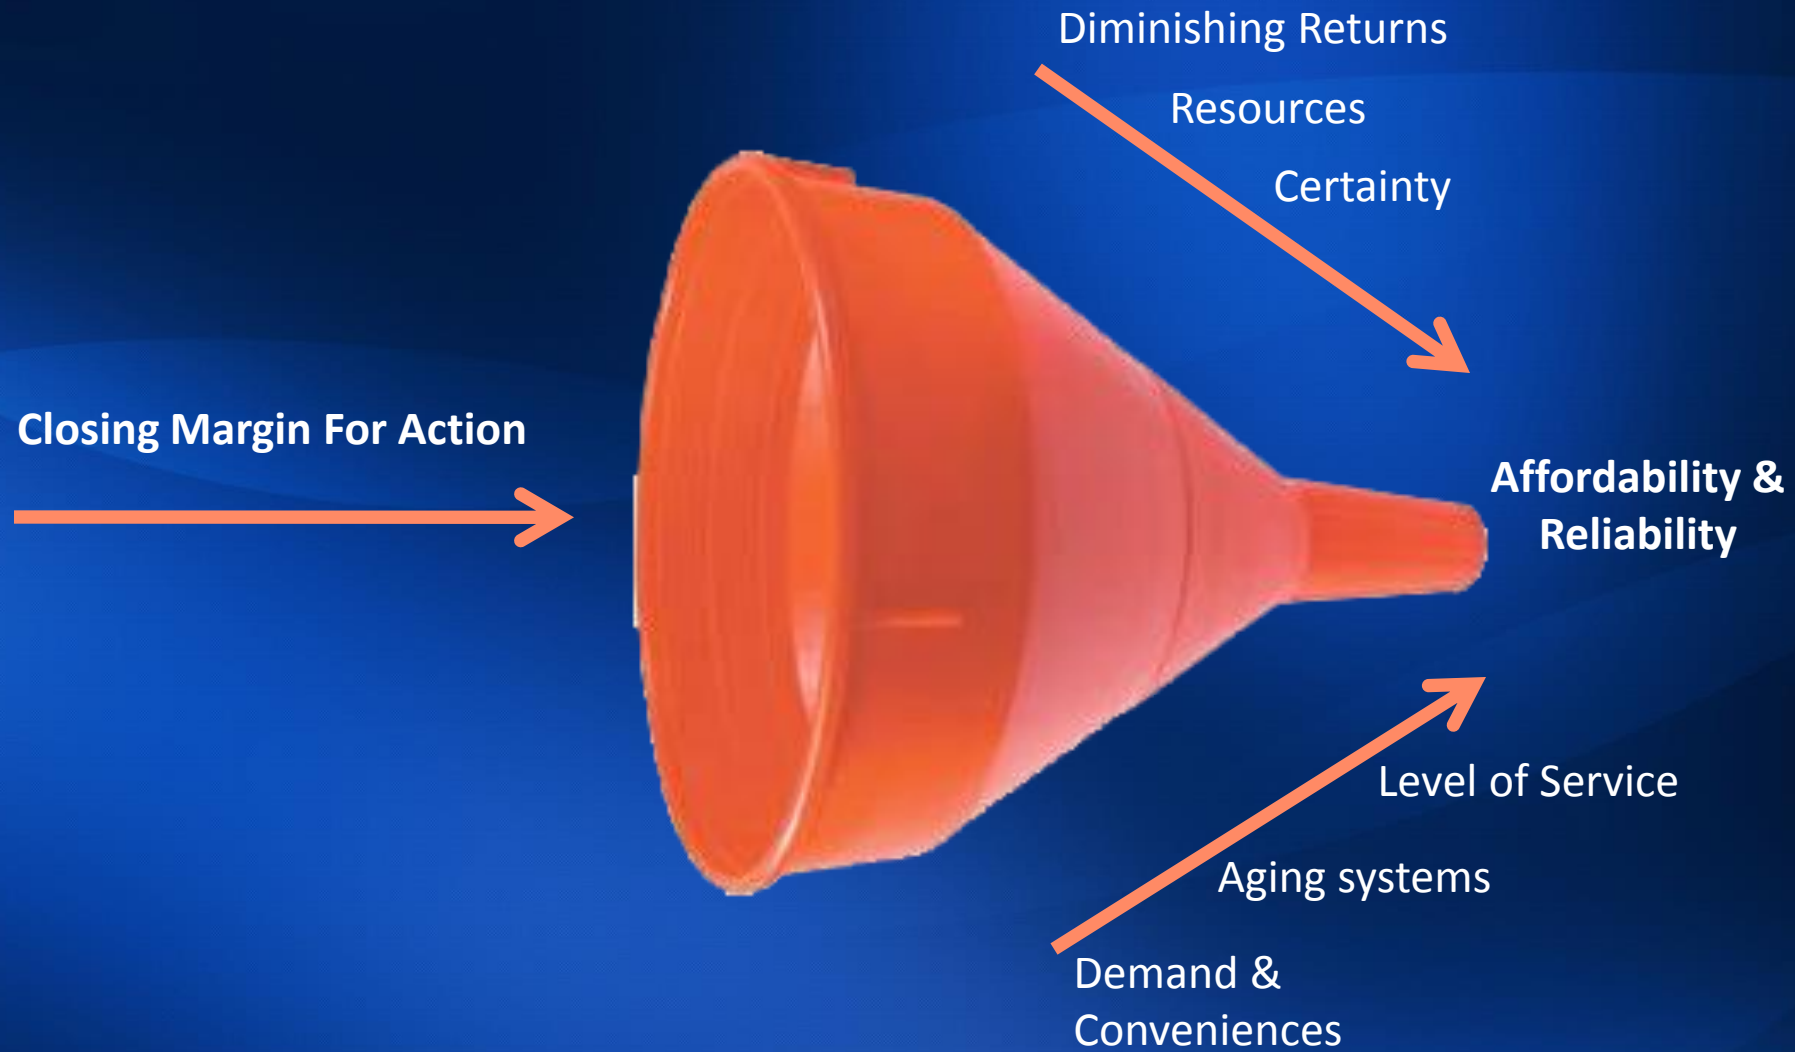 Diminishing Returns
Resources
Certainty
Closing Margin For Action
Affordability &
Reliability
Level of Service
Aging systems
Demand &
Conveniences